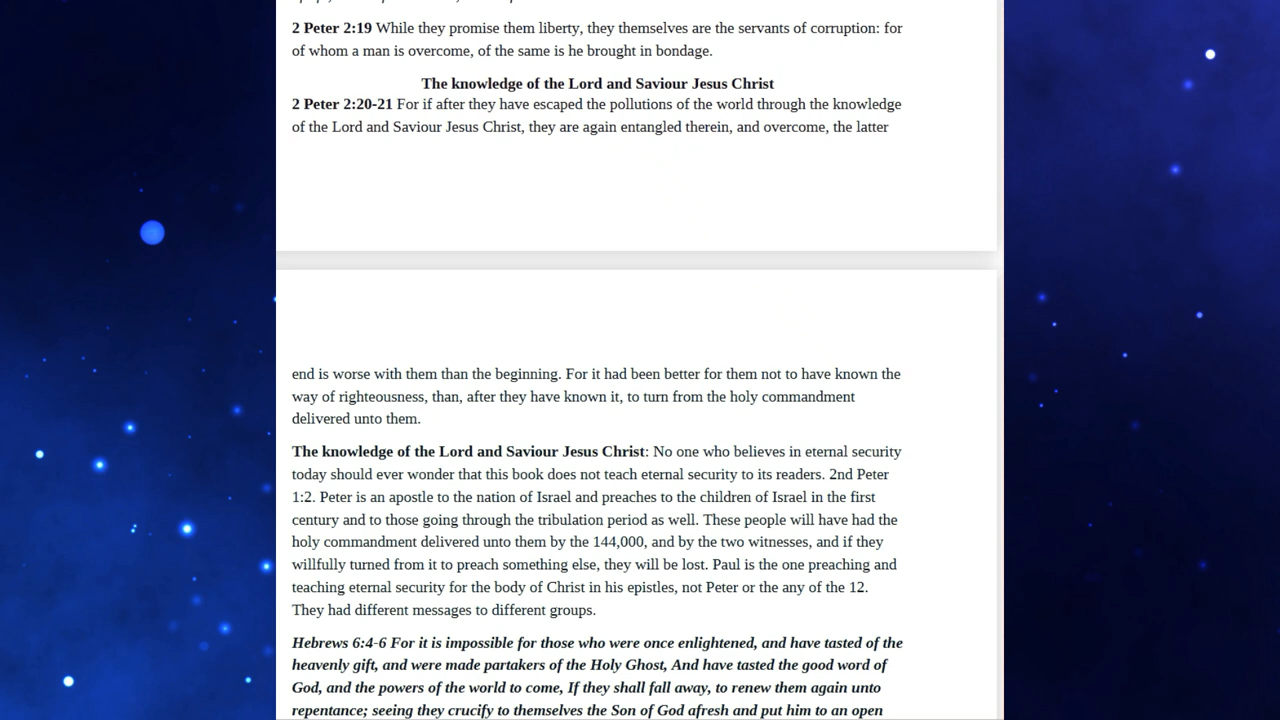 2 Peter 2:19 While they promise them liberty, they themselves are the servants of corruption: for
of whom a man is overcome, of the same is he brought in bondage.
The knowledge of the Lord and Saviour Jesus Christ
2 Peter 2:20-21 For if after they have escaped the pollutions of the world through the knowledge
of the Lord and Saviour Jesus Christ, they are again entangled therein, and overcome, the latter
end is worse with them than the beginning. For it had been better for them not to have known the
way of righteousness, than, after they have known it, to turn from the holy commandment
delivered unto them.
The knowledge of the Lord and Saviour Jesus Christ: No one who believes in eternal security
today should ever wonder that this book does not teach eternal security to its readers. 2nd Peter
1:2. Peter is an apostle to the nation of Israel and preaches to the children of Israel in the first
century and to those going through the tribulation period as well. These people will have had the
holy commandment delivered unto them by the 144,000, and by the two witnesses, and if they
willfully turned from it to preach something else, they will be lost. Paul is the one preaching and
teaching eternal security for the body of Christ in his epistles, not Peter or the any of the 12.
They had different messages to different groups.
Hebrews 6:4-6 For it is impossible for those who were once enlightened, and have tasted of the
heavenly gift, and were made partakers of the Holy Ghost, And have tasted the good word of
God, and the powers of the world to come, If they shall fall away, to renew them again unto
repentance; seeing they crucify to themselves the Son of God afresh and put him to an open